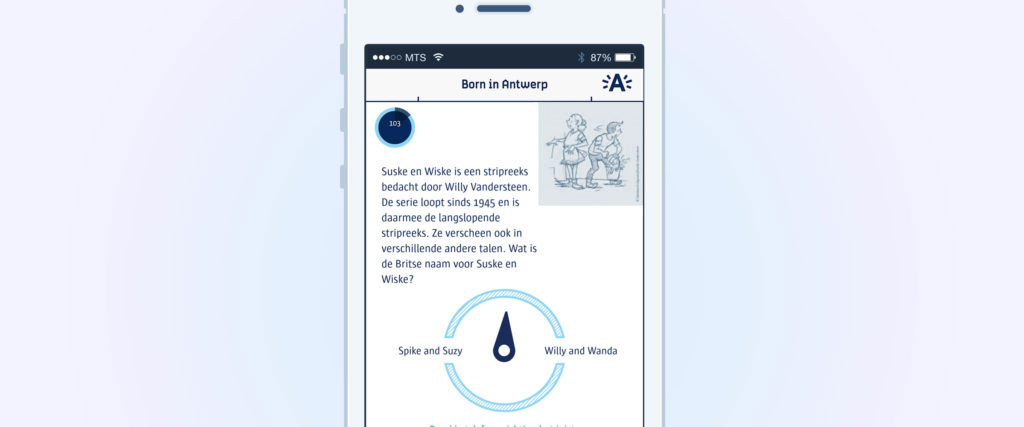 MTS 87%
Born in Antwerp
A
103
Suske en Wiske is een stripreeks
bedacht door Willy Vandersteen.
De serie loopt sinds 1945 en is
daarmee de langslopende
stripreeks. Ze verscheen ook in
verschillende andere talen. Wat is
de Britse naam voor Suske en
Wiske?
Spike and Suzy
Willy and Wanda